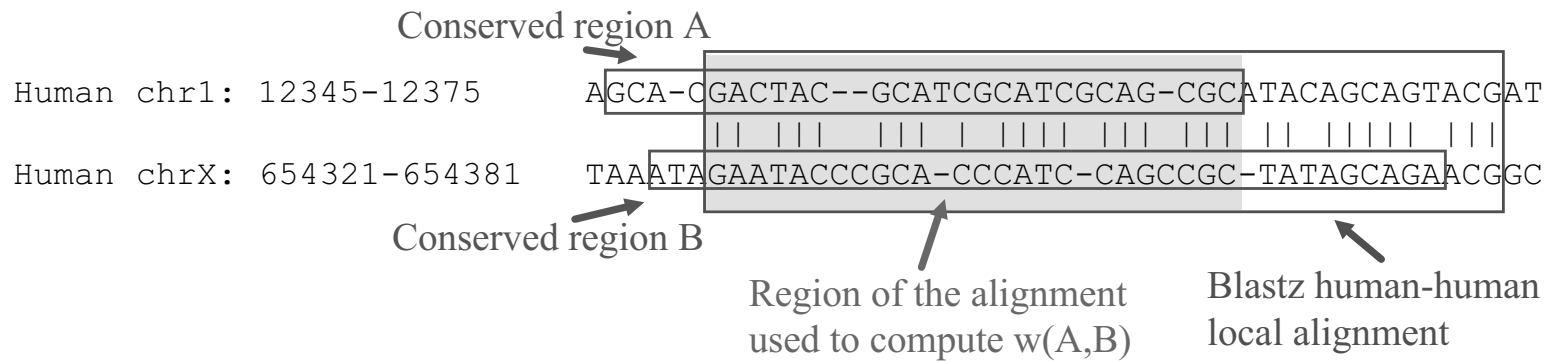 Conserved region A
Human chr1: 12345-12375 AGCA-CGACTAC--GCATCGCATCGCAG-CGCATACAGCAGTACGAT
|| ||| ||| | |||| ||| ||| || ||||| |||
Human chrX: 654321-654381 TAAATAGAATACCCGCA-CCCATC-CAGCCGC-TATAGCAGAACGGC
Conserved region B
Region of the alignment
used to compute w(A,B)
Blastz human-human
local alignment